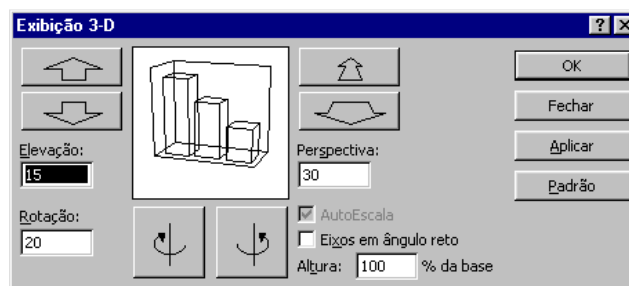 Exibição 3-D
OK
Fechar
Elevação:
15
Perspectiva:
30
Aplicar
Padrão
Rotação:
20
AutoEscala
Eixos em ângulo reto
Altura: 100 % da base